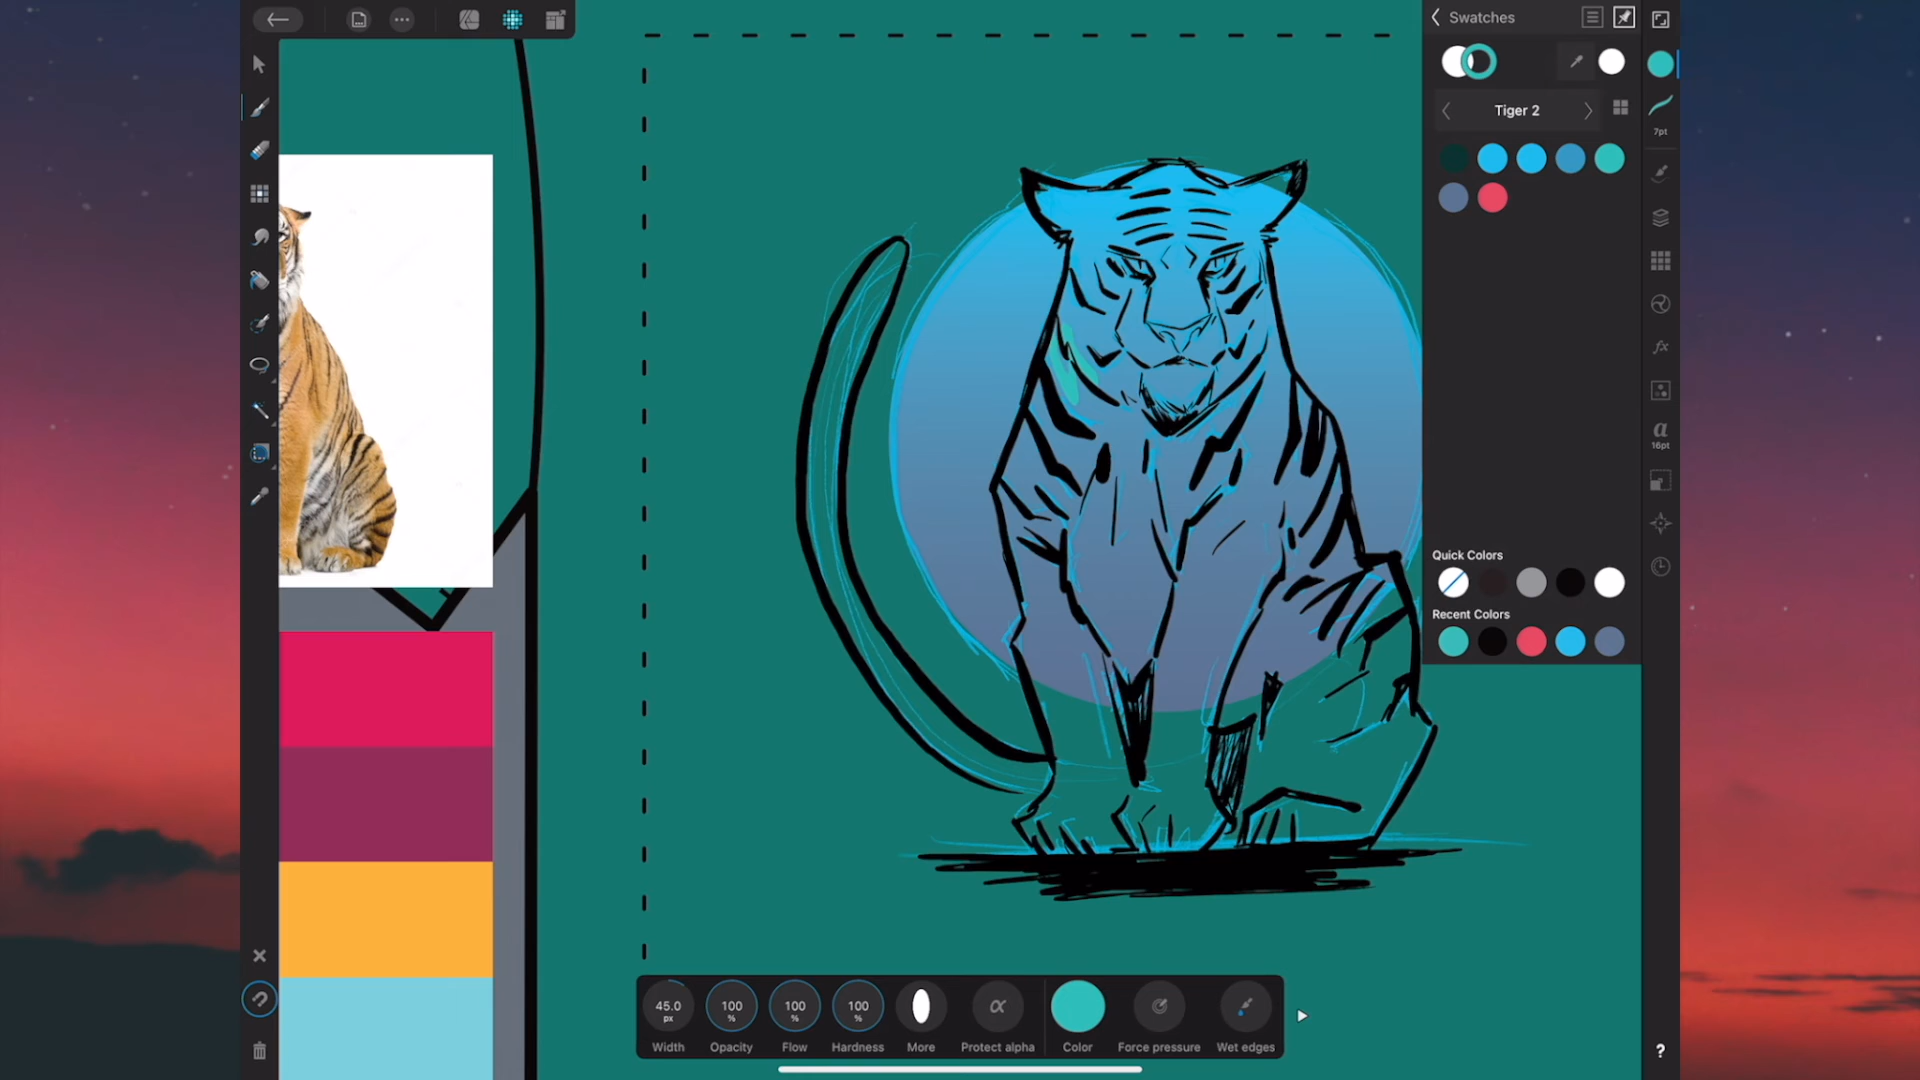 Swatches
Tiger 2
7pt
fx
a
16pt
Quick Colors
Recent Colors
45.0
px
100
%
100
%
100
%
α
Width
Opacity
Flow
Hardness
More
Protect alpha
Color
Force pressure
Wet edges
?